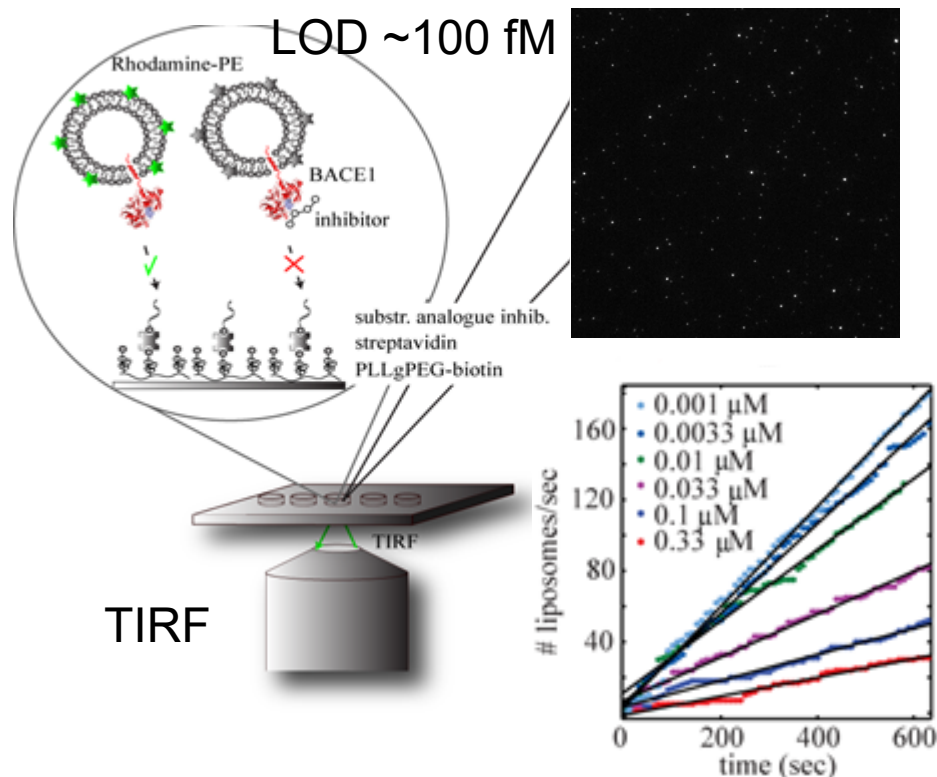 LOD ~100 fM
Rhodamine-PE
BACE1
inhibitor
substr. analogue inhib.
streptavidin
PLLgPEG-biotin
TIRF
TIRF
# liposomes/sec
160
120
80
40
0.001 µM
0.0033 µM
0.01 µM
0.033 µM
0.1 µM
0.33 µM
0 200 400 600
time (sec)